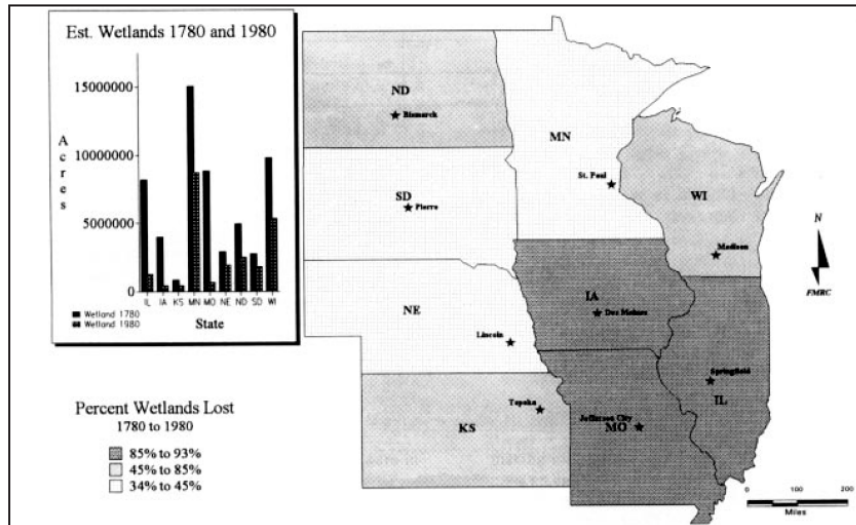 Est. Wetlands 1780 and 1980
Acres
15000000
10000000
5000000
0
IL IA KS MN MO NE ND SD WI
Wetland 1780
Wetland 1980
State
Percent Wetlands Lost
1780 to 1980
85% to 93%
45% to 85%
34% to 45%
ND
Bismarck
MN
St. Paul
WI
Madison
SD
Pierre
IA
Des Moines
NE
Lincoln
Springfield
IL
Topeka
KS
Jefferson City
MO
N
FMRC
0 100 200
Miles